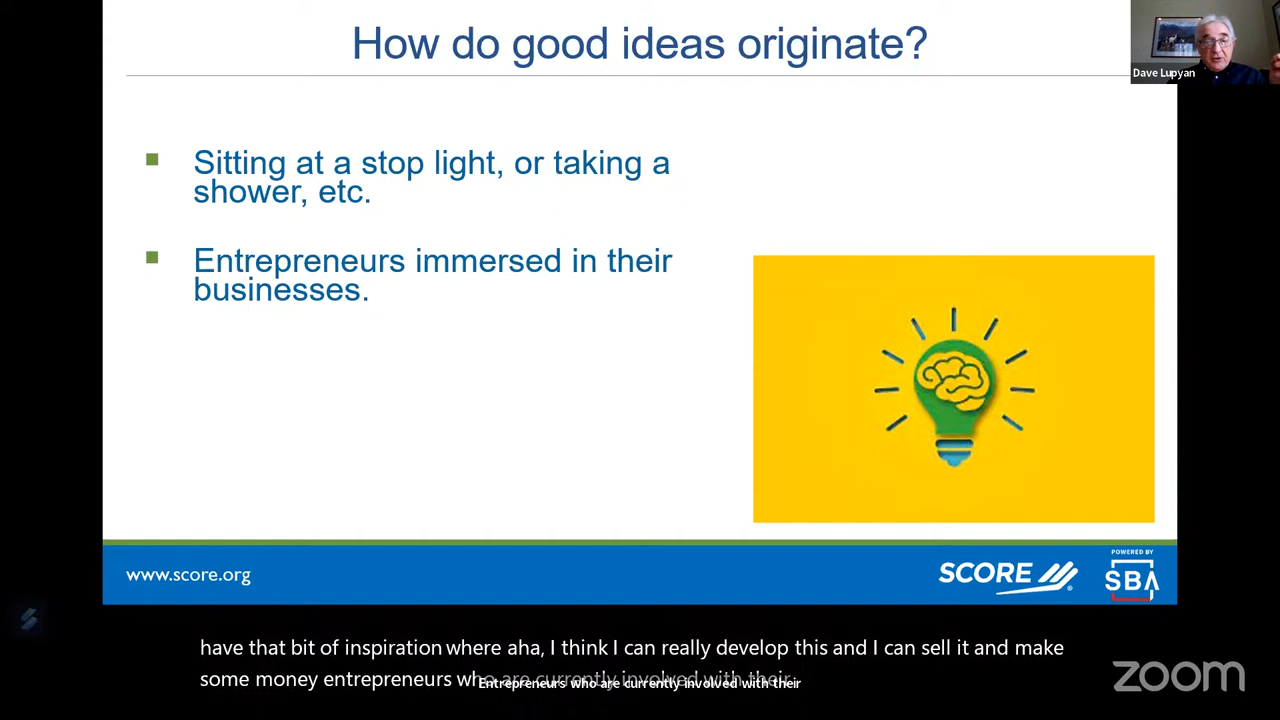 How do good ideas originate?
Dave Lupyan
Sitting at a stop light, or taking a
shower, etc.
Entrepreneurs immersed in their
businesses.
www.score.org
SCORE
®
POWERED BY
SBA
have that bit of inspiration where aha, I think I can really develop this and I can sell it and make
some money entrepreneurs who are currently involved with their
Entrepreneurs who are currently involved with their
zoom